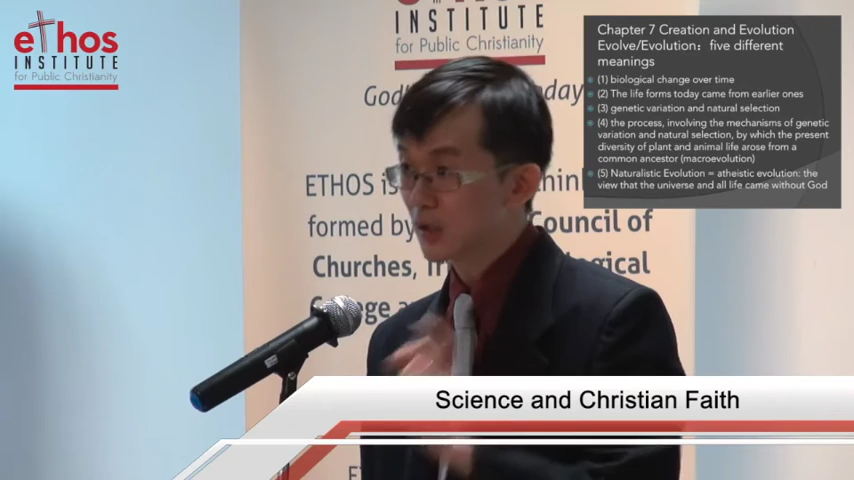 ethos
INSTITUTE
for Public Christianity
INSTITUTE
for Public Christianity
ETHOS is
formed by
Council of
Churches,
Chapter 7 Creation and Evolution
Evolve/Evolution: five different
meanings
(1) biological change over time
(2) The life forms today came from earlier ones
(3) genetic variation and natural selection
(4) the process, involving the mechanisms of genetic
variation and natural selection, by which the present
diversity of plant and animal life arose from a
common ancestor (macroevolution)
(5) Naturalistic Evolution = atheistic evolution: the
view that the universe and all life came without God
Science and Christian Faith